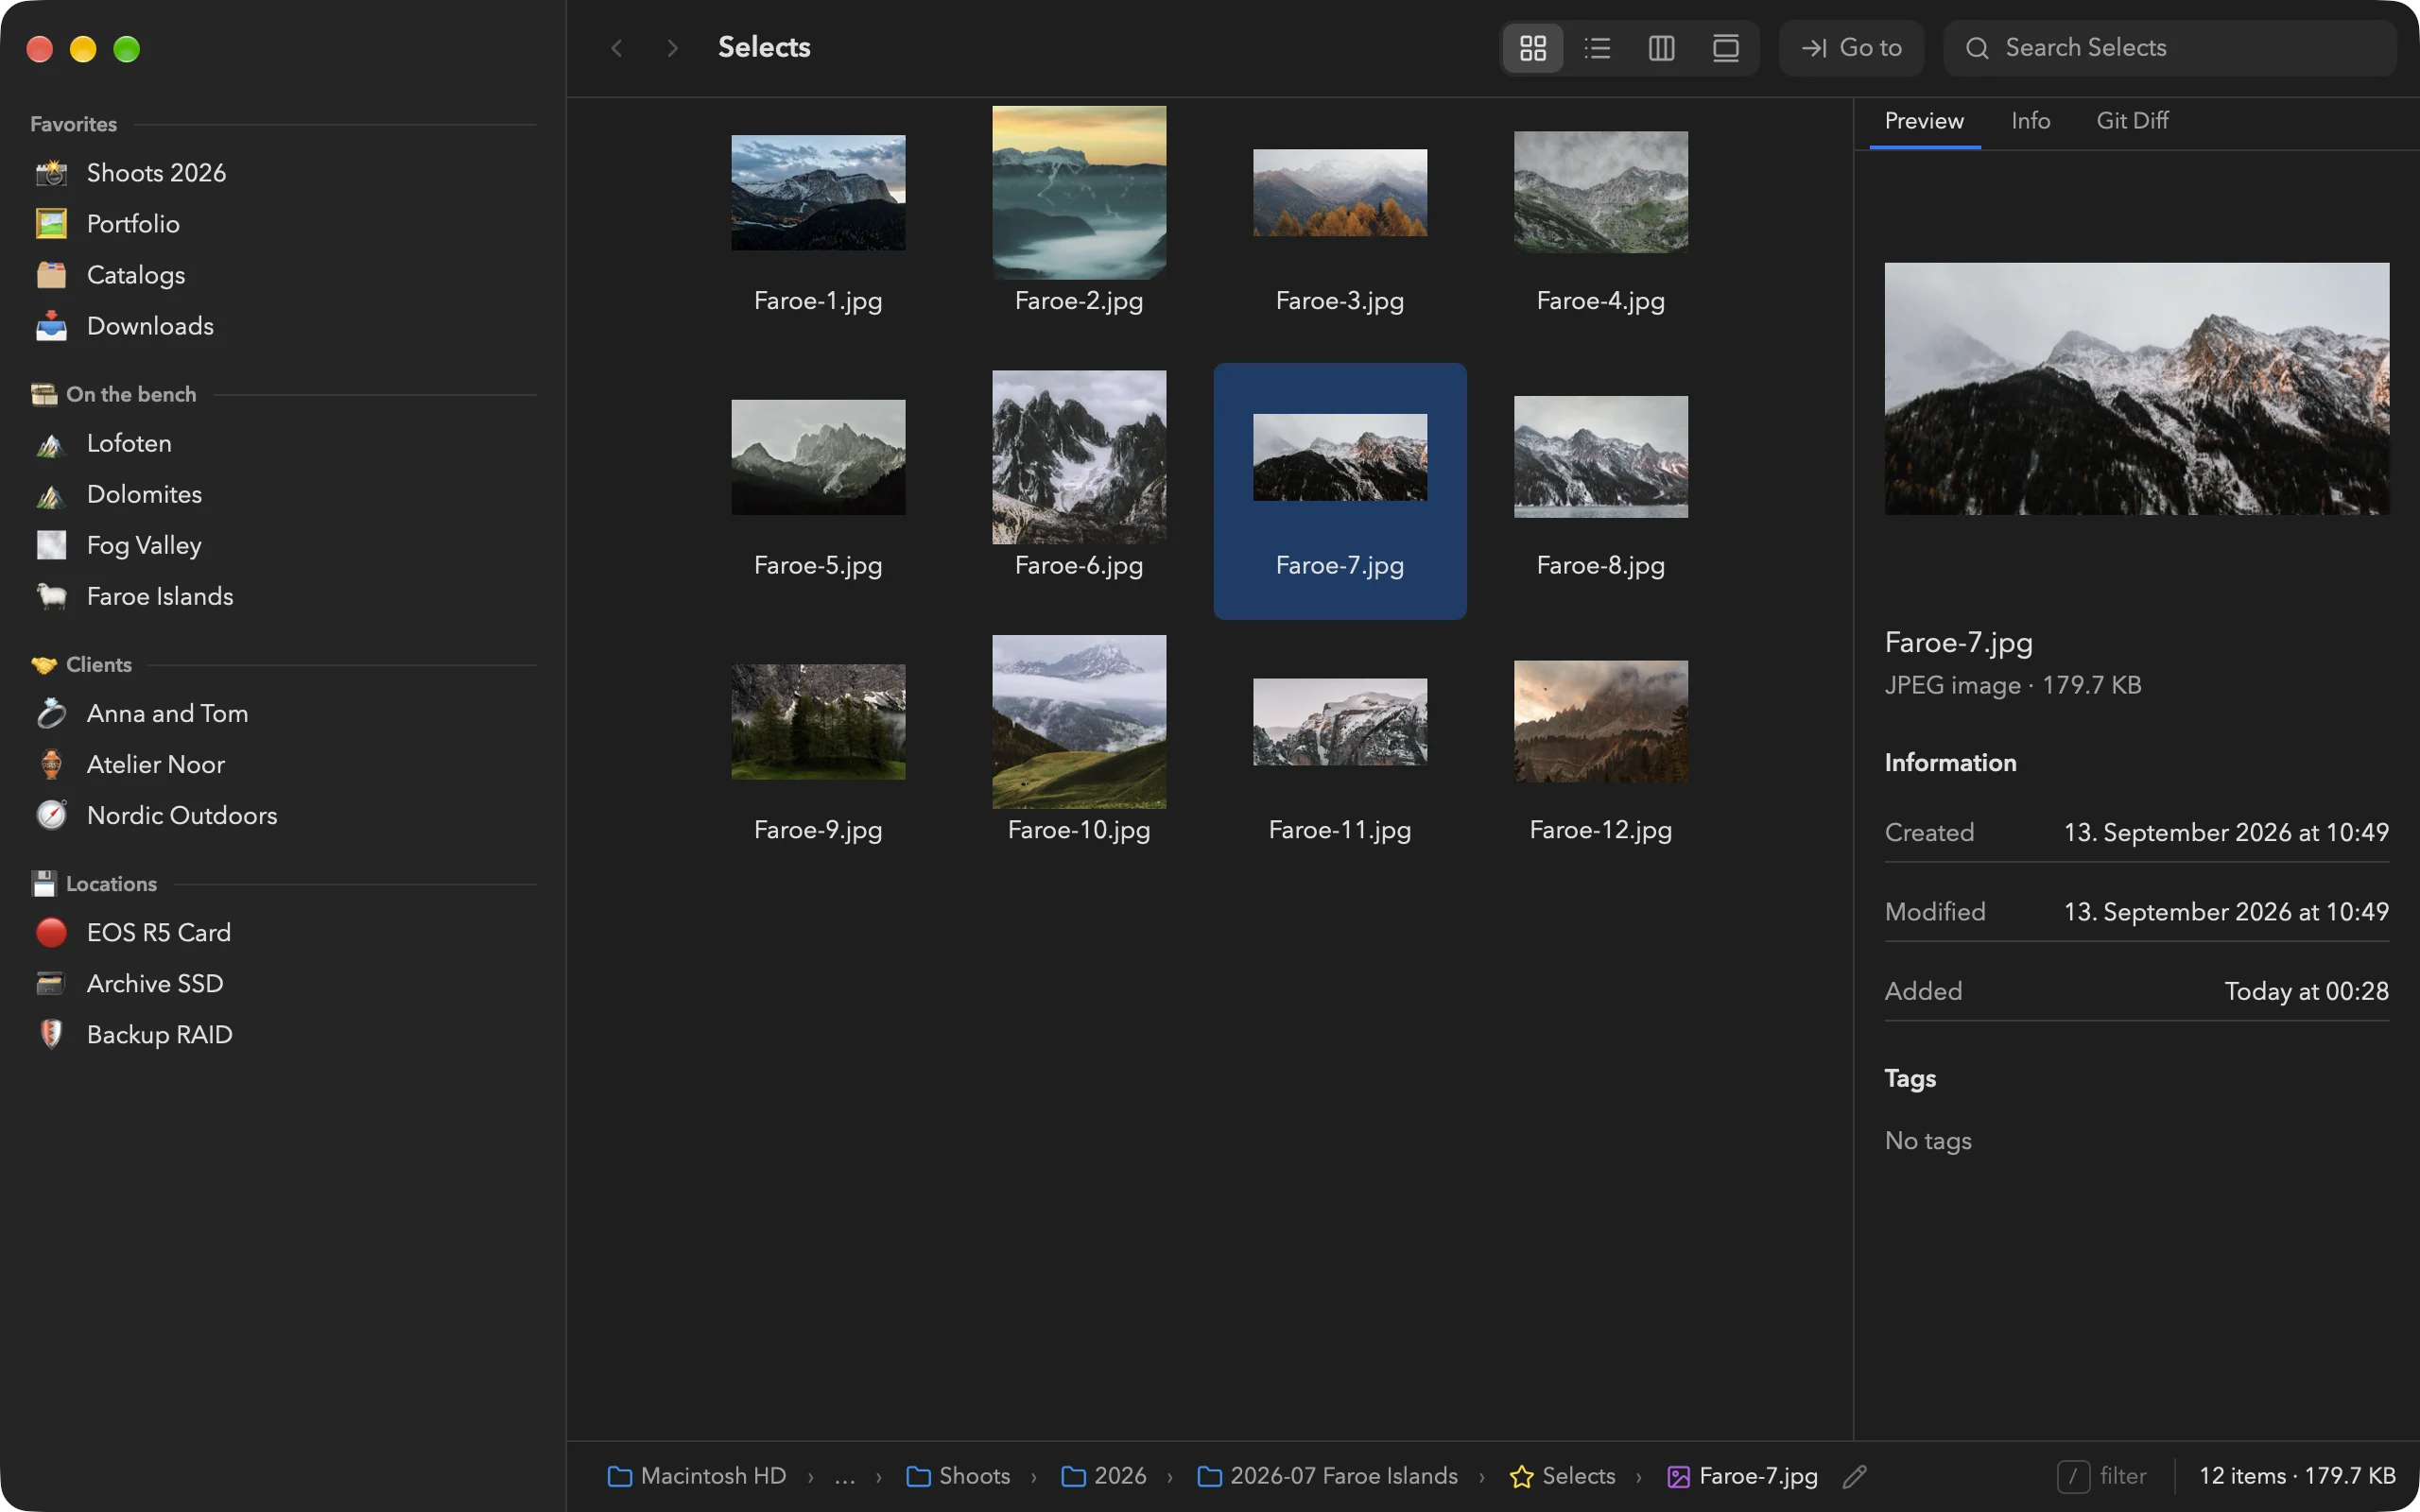 Selects
Go to
Search Selects
Favorites
Shoots 2026
Portfolio
Catalogs
Downloads
On the bench
Lofoten
Dolomites
Fog Valley
Faroe Islands
Clients
Anna and Tom
Atelier Noor
Nordic Outdoors
Locations
EOS R5 Card
Archive SSD
Backup RAID
Faroe-1.jpg
Faroe-2.jpg
Faroe-3.jpg
Faroe-4.jpg
Faroe-5.jpg
Faroe-6.jpg
Faroe-7.jpg
Faroe-8.jpg
Faroe-9.jpg
Faroe-10.jpg
Faroe-11.jpg
Faroe-12.jpg
Preview Info Git Diff
Faroe-7.jpg
JPEG image · 179.7 KB
Information
Created 13. September 2026 at 10:49
Modified 13. September 2026 at 10:49
Added Today at 00:28
Tags
No tags
Macintosh HD › ... › Shoots › 2026 › 2026-07 Faroe Islands › Selects › Faroe-7.jpg
/ filter
12 items · 179.7 KB